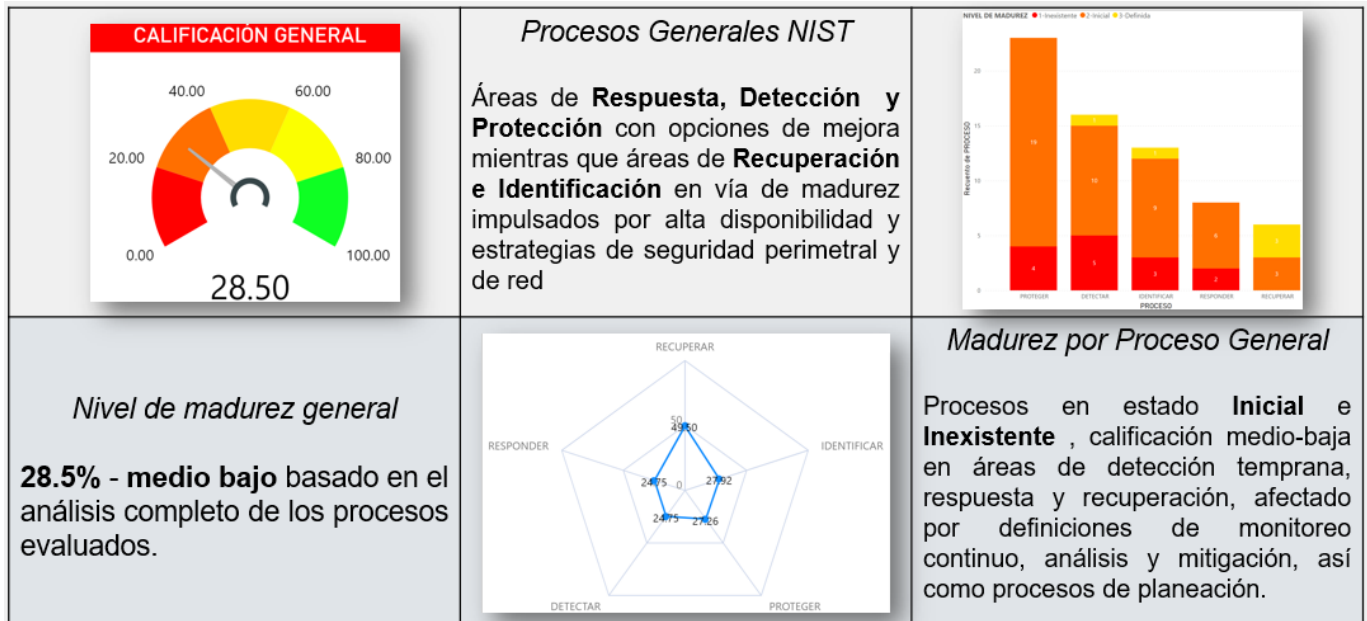 CALIFICACIÓN GENERAL
40.00
60.00
20.00
80.00
0.00
100.00
28.50
Procesos Generales NIST
Áreas de Respuesta, Detección y
Protección con opciones de mejora
mientras que áreas de Recuperación
e Identificación en vía de madurez
impulsados por alta disponibilidad y
estrategias de seguridad perimetral y
de red
NIVEL DE MADUREZ 1-Inexistente 2-Inicial 3-Definida
Recuento de PROCESO
20
15
10
5
0
19
4
1
10
5
1
9
3
6
2
3
3
PROTEGER DETECTAR IDENTIFICAR RESPONDER RECUPERAR
PROCESO
Nivel de madurez general
28.5% - medio bajo basado en el
análisis completo de los procesos
evaluados.
RECUPERAR
50
49.50
RESPONDER
IDENTIFICAR
24.75
0
27.92
24.75
27.26
DETECTAR
PROTEGER
Madurez por Proceso General
Procesos en estado Inicial e
Inexistente , calificación medio-baja
en áreas de detección temprana,
respuesta y recuperación, afectado
por definiciones de monitoreo
continuo, análisis y mitigación, así
como procesos de planeación.